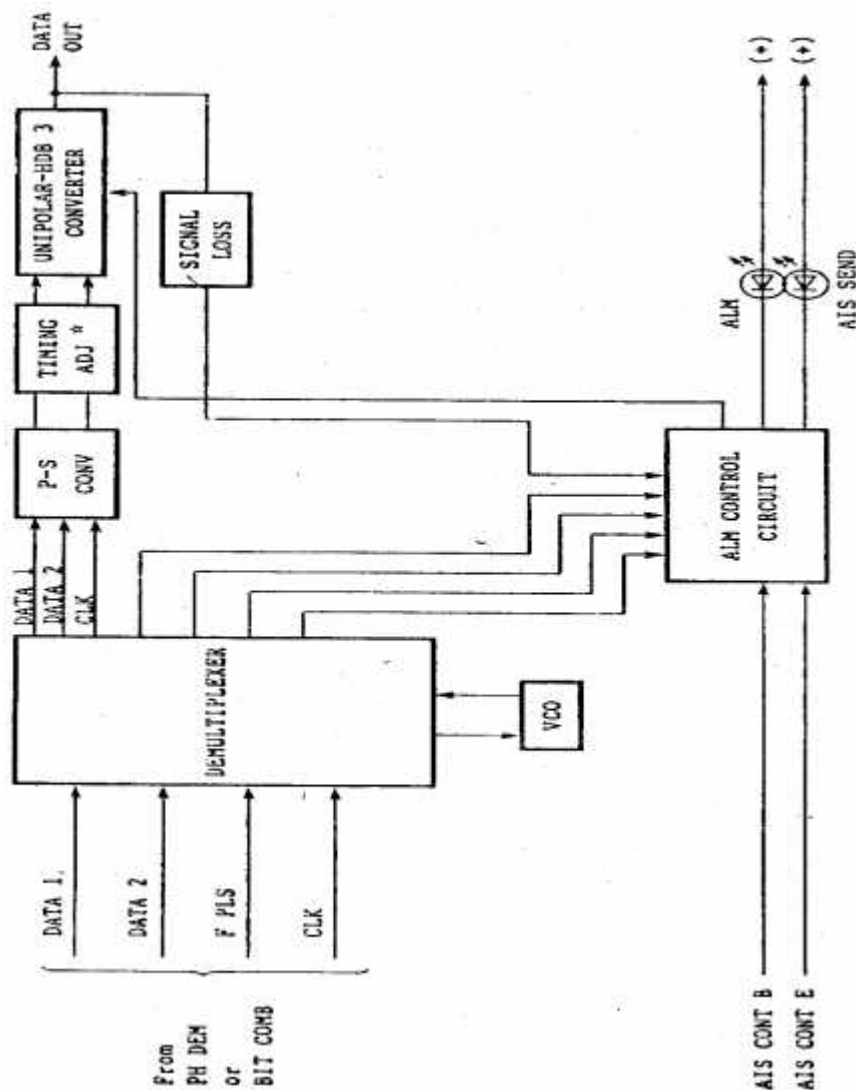 From
PH DEM
or
BIT COMB
DATA 1
DATA 2
F PLS
CLK
DEMULTIPLEXER
VCO
DATA 1
DATA 2
CLK
P-S
CONV
TIMING
ADJ *
UNIPOLAR-HDB 3
CONVERTER
DATA
OUT
SIGNAL
LOSS
AIS CONT B
AIS CONT E
ALM CONTROL
CIRCUIT
ALM
AIS SEND
(+)
(+)